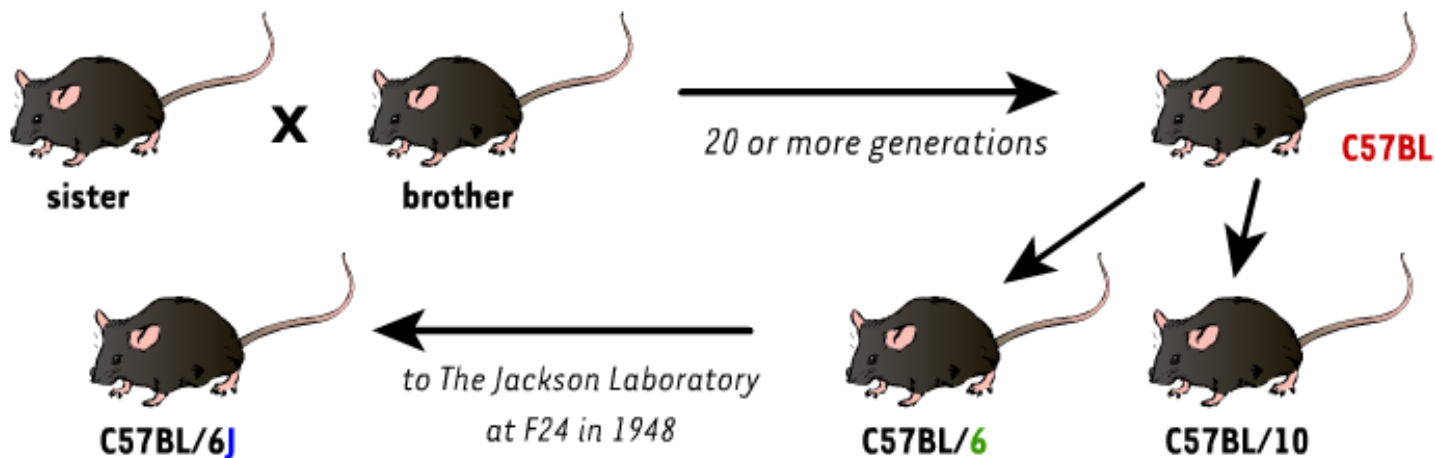 X
20 or more generations
C57BL
sister
brother
to The Jackson Laboratory
at F24 in 1948
C57BL/6J
C57BL/6
C57BL/10